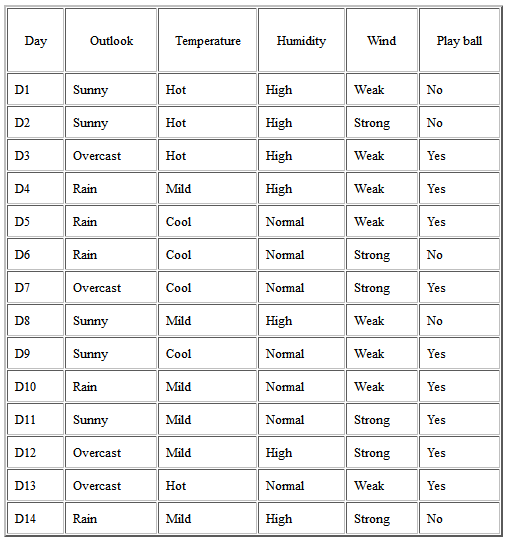 Day Outlook Temperature Humidity Wind Play ball
D1 Sunny Hot High Weak No
D2 Sunny Hot High Strong No
D3 Overcast Hot High Weak Yes
D4 Rain Mild High Weak Yes
D5 Rain Cool Normal Weak Yes
D6 Rain Cool Normal Strong No
D7 Overcast Cool Normal Strong Yes
D8 Sunny Mild High Weak No
D9 Sunny Cool Normal Weak Yes
D10 Rain Mild Normal Weak Yes
D11 Sunny Mild Normal Strong Yes
D12 Overcast Mild High Strong Yes
D13 Overcast Hot Normal Weak Yes
D14 Rain Mild High Strong No